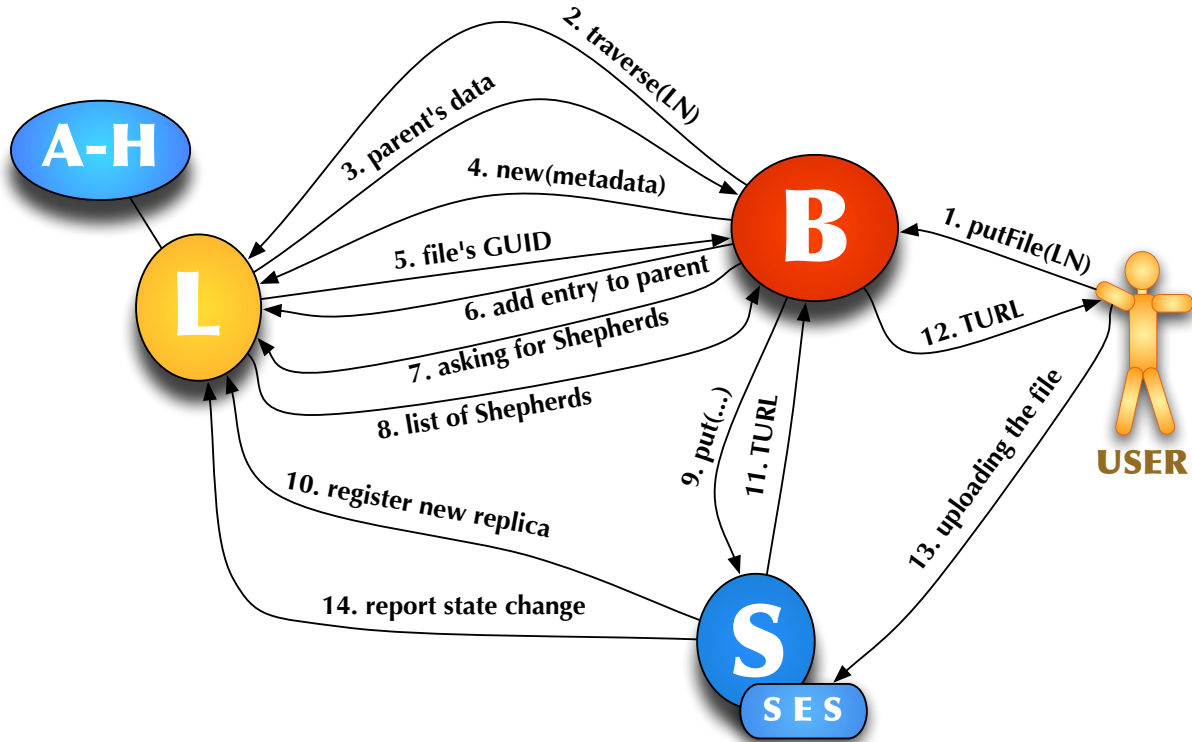 2. traverse(LN)
3. parent's data
A-H
4. new(metadata)
B
1. putFile(LN)
5. file's GUID
L
6. add entry to parent
12. TURL
7. asking for Shepherds
8. list of Shepherds
9. put(...)
11. TURL
USER
10. register new replica
13. uploading the file
14. report state change
S
S E S